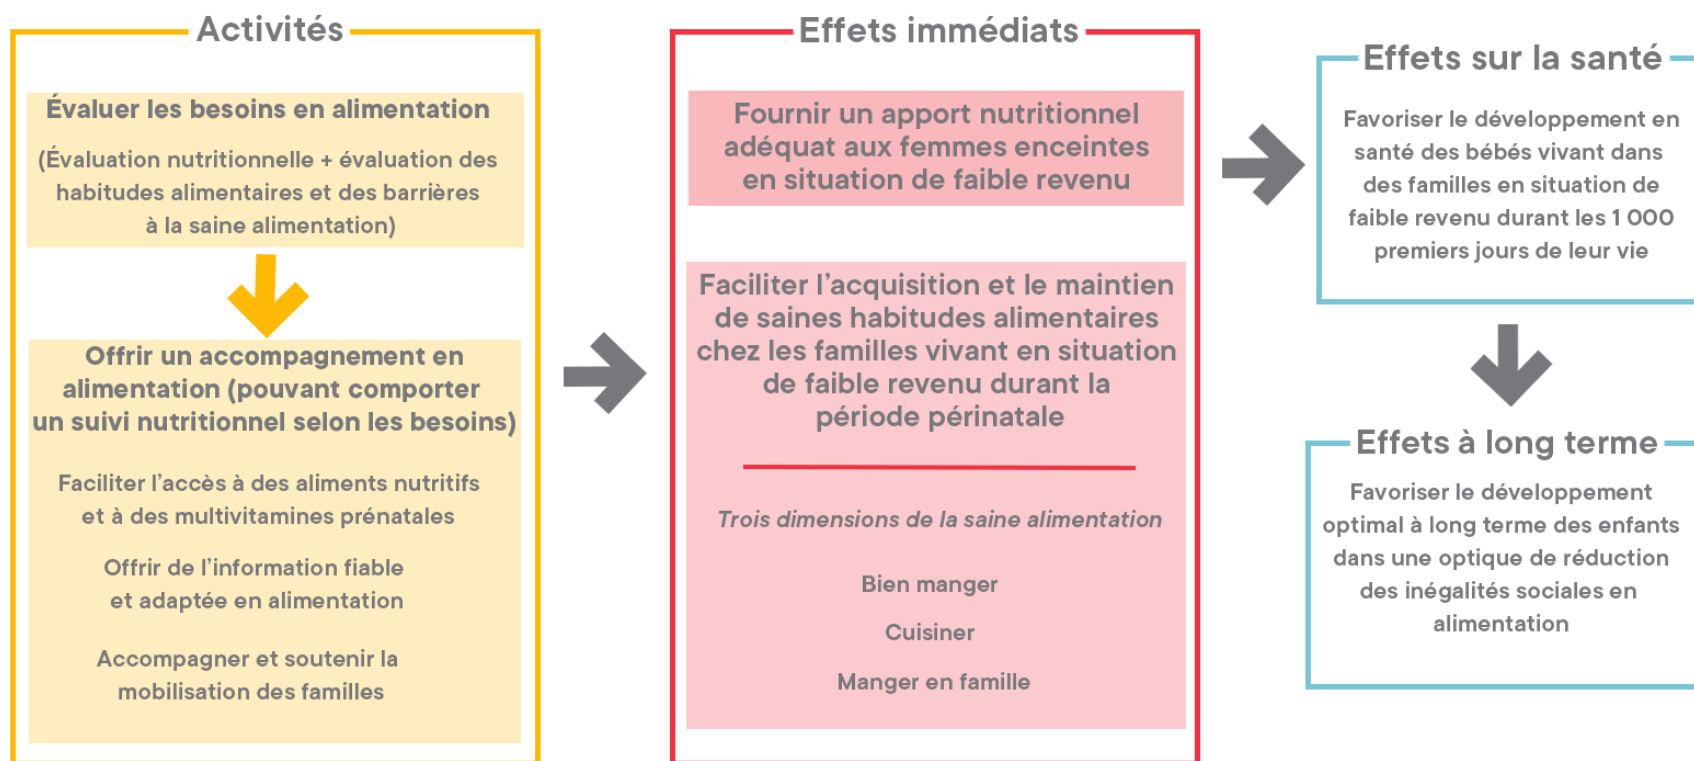 Activités
Évaluer les besoins en alimentation
(Évaluation nutritionnelle + évaluation des
habitudes alimentaires et des barrières
à la saine alimentation)
Offrir un accompagnement en
alimentation (pouvant comporter
un suivi nutritionnel selon les besoins)
Faciliter l’accès à des aliments nutritifs
et à des multivitamines prénatales
Offrir de l’information fiable
et adaptée en alimentation
Accompagner et soutenir la
mobilisation des familles
Effets immédiats
Fournir un apport nutritionnel
adéquat aux femmes enceintes
en situation de faible revenu
Faciliter l’acquisition et le maintien
de saines habitudes alimentaires
chez les familles vivant en situation
de faible revenu durant la
période périnatale
Trois dimensions de la saine alimentation
Bien manger
Cuisiner
Manger en famille
Effets sur la santé
Favoriser le développement en
santé des bébés vivant dans
des familles en situation de
faible revenu durant les 1 000
premiers jours de leur vie
Effets à long terme
Favoriser le développement
optimal à long terme des enfants
dans une optique de réduction
des inégalités sociales en
alimentation